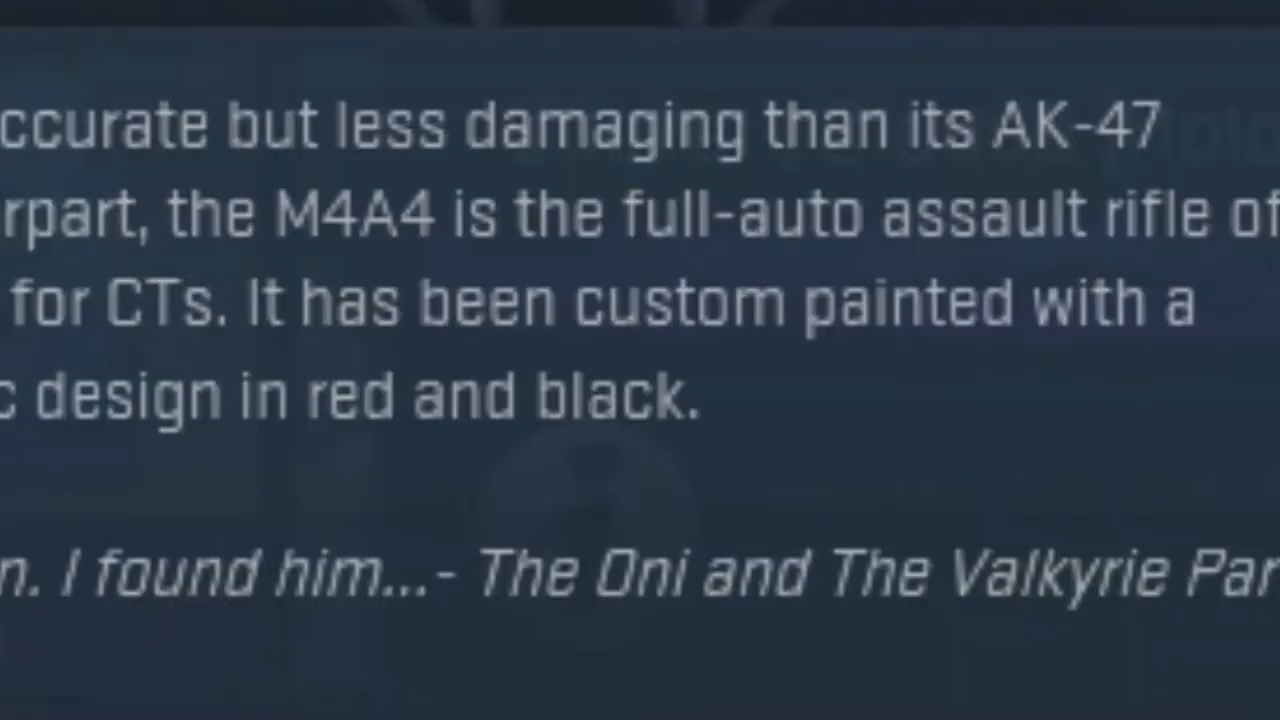 ccurate but less damaging than its AK-47
rpart, the M4A4 is the full-auto assault rifle of
for CTs. It has been custom painted with a
c design in red and black.
n. I found him...- The Oni and The Valkyrie Par